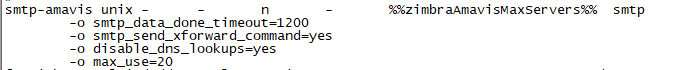 smtp-amavis unix - - n - %%zimbraAmavisMaxServers%% smtp
-o smtp_data_done_timeout=1200
-o smtp_send_xforward_command=yes
-o disable_dns_lookups=yes
-o max_use=20